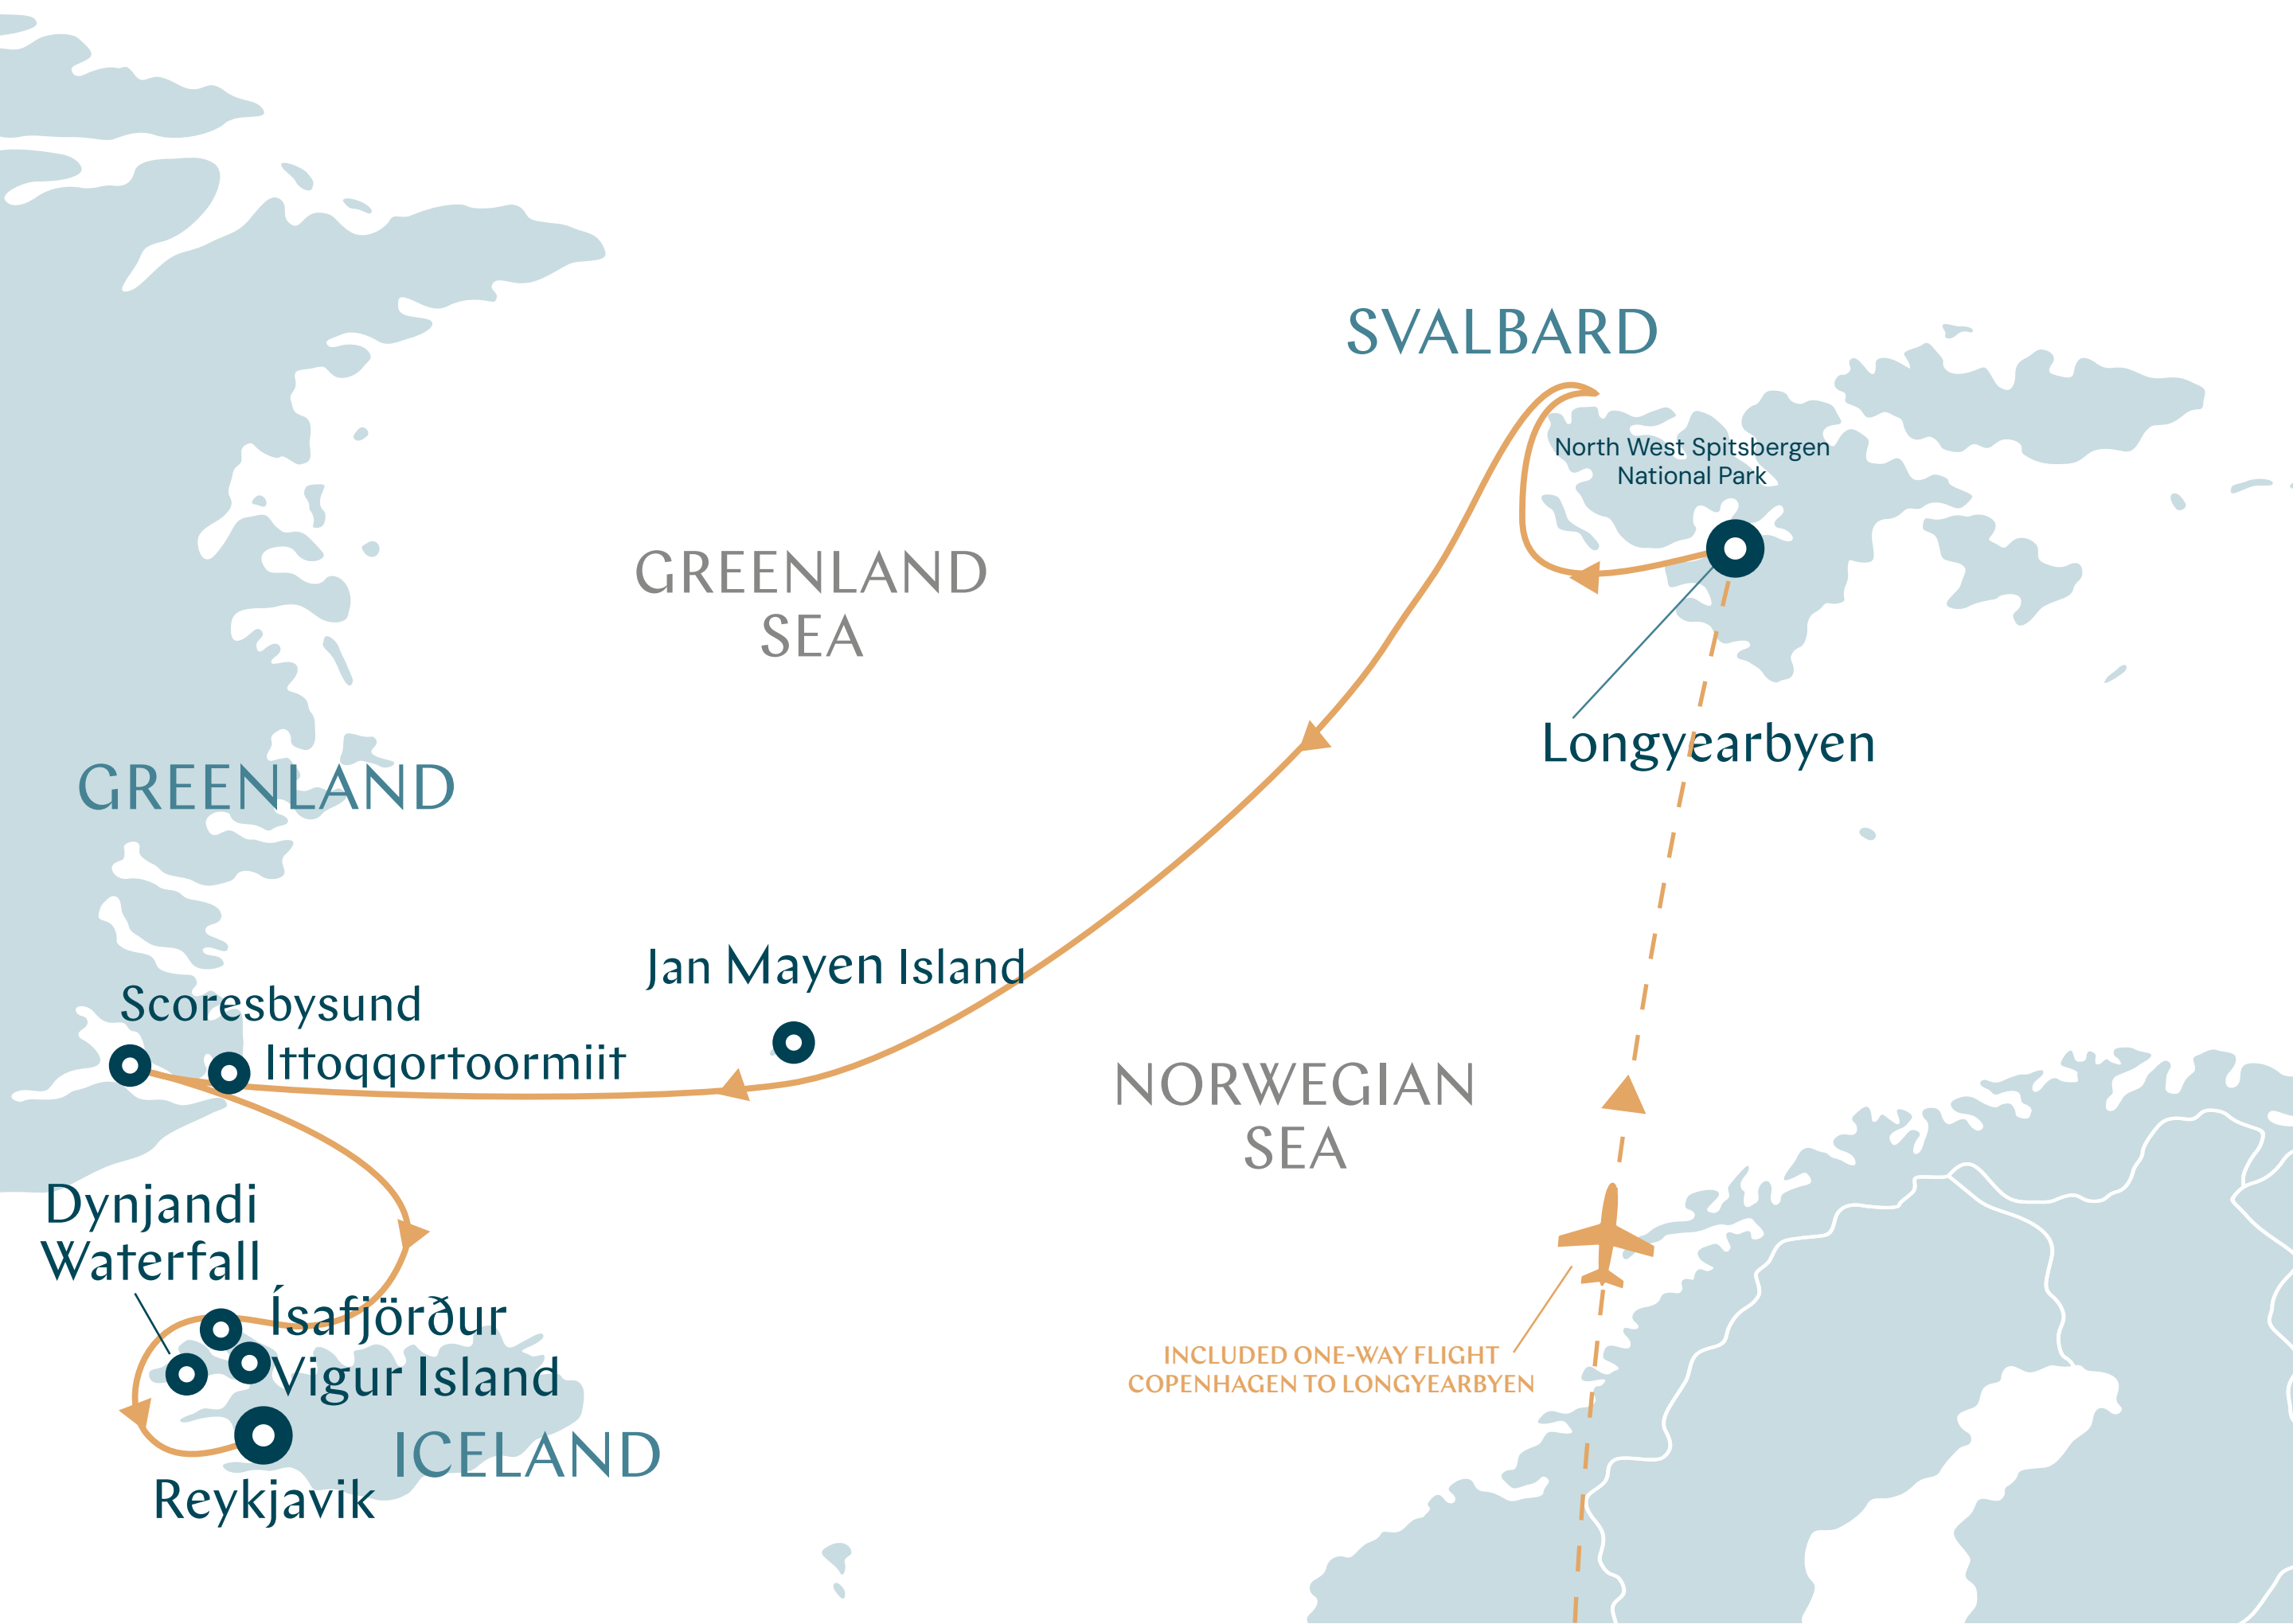 SVALBARD
North West Spitsbergen
National Park
GREENLAND
SEA
Longyearbyen
GREENLAND
Jan Mayen Island
Scoresbysund
Ittoqqortoormiit
NORWEGIAN
SEA
Dynjandi
Waterfall
Ísafjörður
Vigur Island
INCLUDED ONE-WAY FLIGHT
COPENHAGEN TO LONGYEARBYEN
ICELAND
Reykjavik